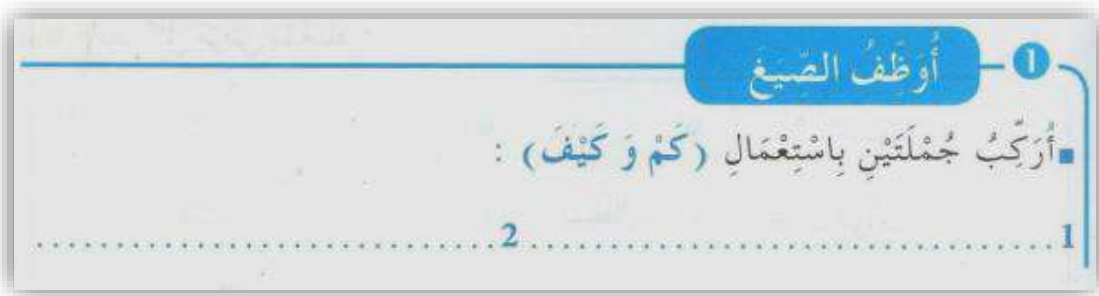 1 أُوَظِّفُ الصِّيَغَ
▪أُرَكِّبُ جُمْلَتَيْنِ بِاسْتِعْمَالِ (كَمْ وَ كَيْفَ) :
1.............................. 2..............................